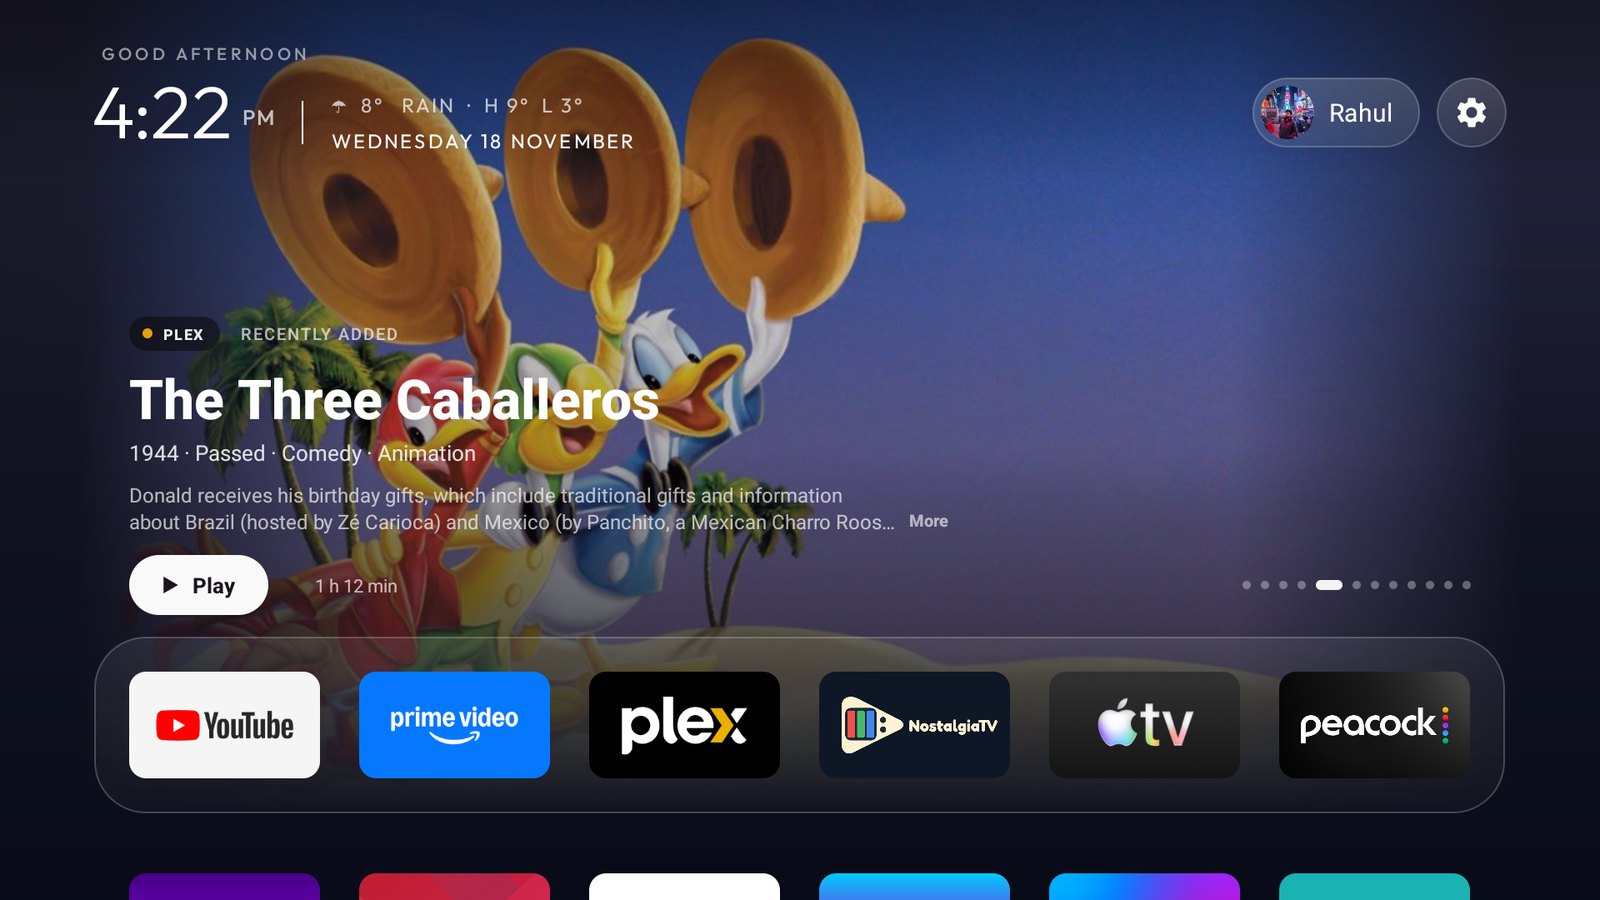 GOOD AFTERNOON
4:22 PM
8° RAIN · H 9° L 3°
WEDNESDAY 18 NOVEMBER
Rahul
PLEX RECENTLY ADDED
The Three Caballeros
1944 · Passed · Comedy · Animation
Donald receives his birthday gifts, which include traditional gifts and information
about Brazil (hosted by Zé Carioca) and Mexico (by Panchito, a Mexican Charro Roos... More
Play 1 h 12 min
YouTube
prime video
plex
NostalgiaTV
tv
peacock